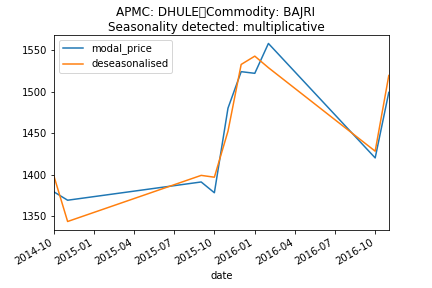 APMC: DHULE▯Commodity: BAJRI
Seasonality detected: multiplicative
modal_price
deseasonalised
1550
1500
1450
1400
1350
2014-10
2015-01
2015-04
2015-07
2015-10
2016-01
2016-04
2016-07
2016-10
date